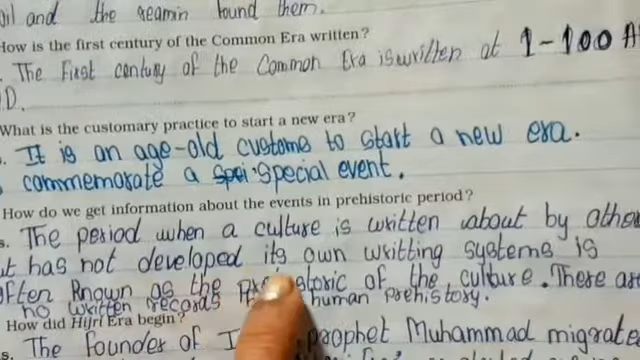 oil and the reamin found them.
How is the first century of the Common Era written?
. The First century of the Common Era is written at 1-100 A
D.
What is the customary practice to start a new era?
. It is an age-old customs to start a new era.
commemorate a special event.
How do we get information about the events in prehistoric period?
s. The period when a culture is written about by othe
t has not developed its own writting systems is
often known as the storic of the culture. There are
no written records human prehistory.
How did Hijri Era begin?
s. The founder of I prophet Muhammad migrate